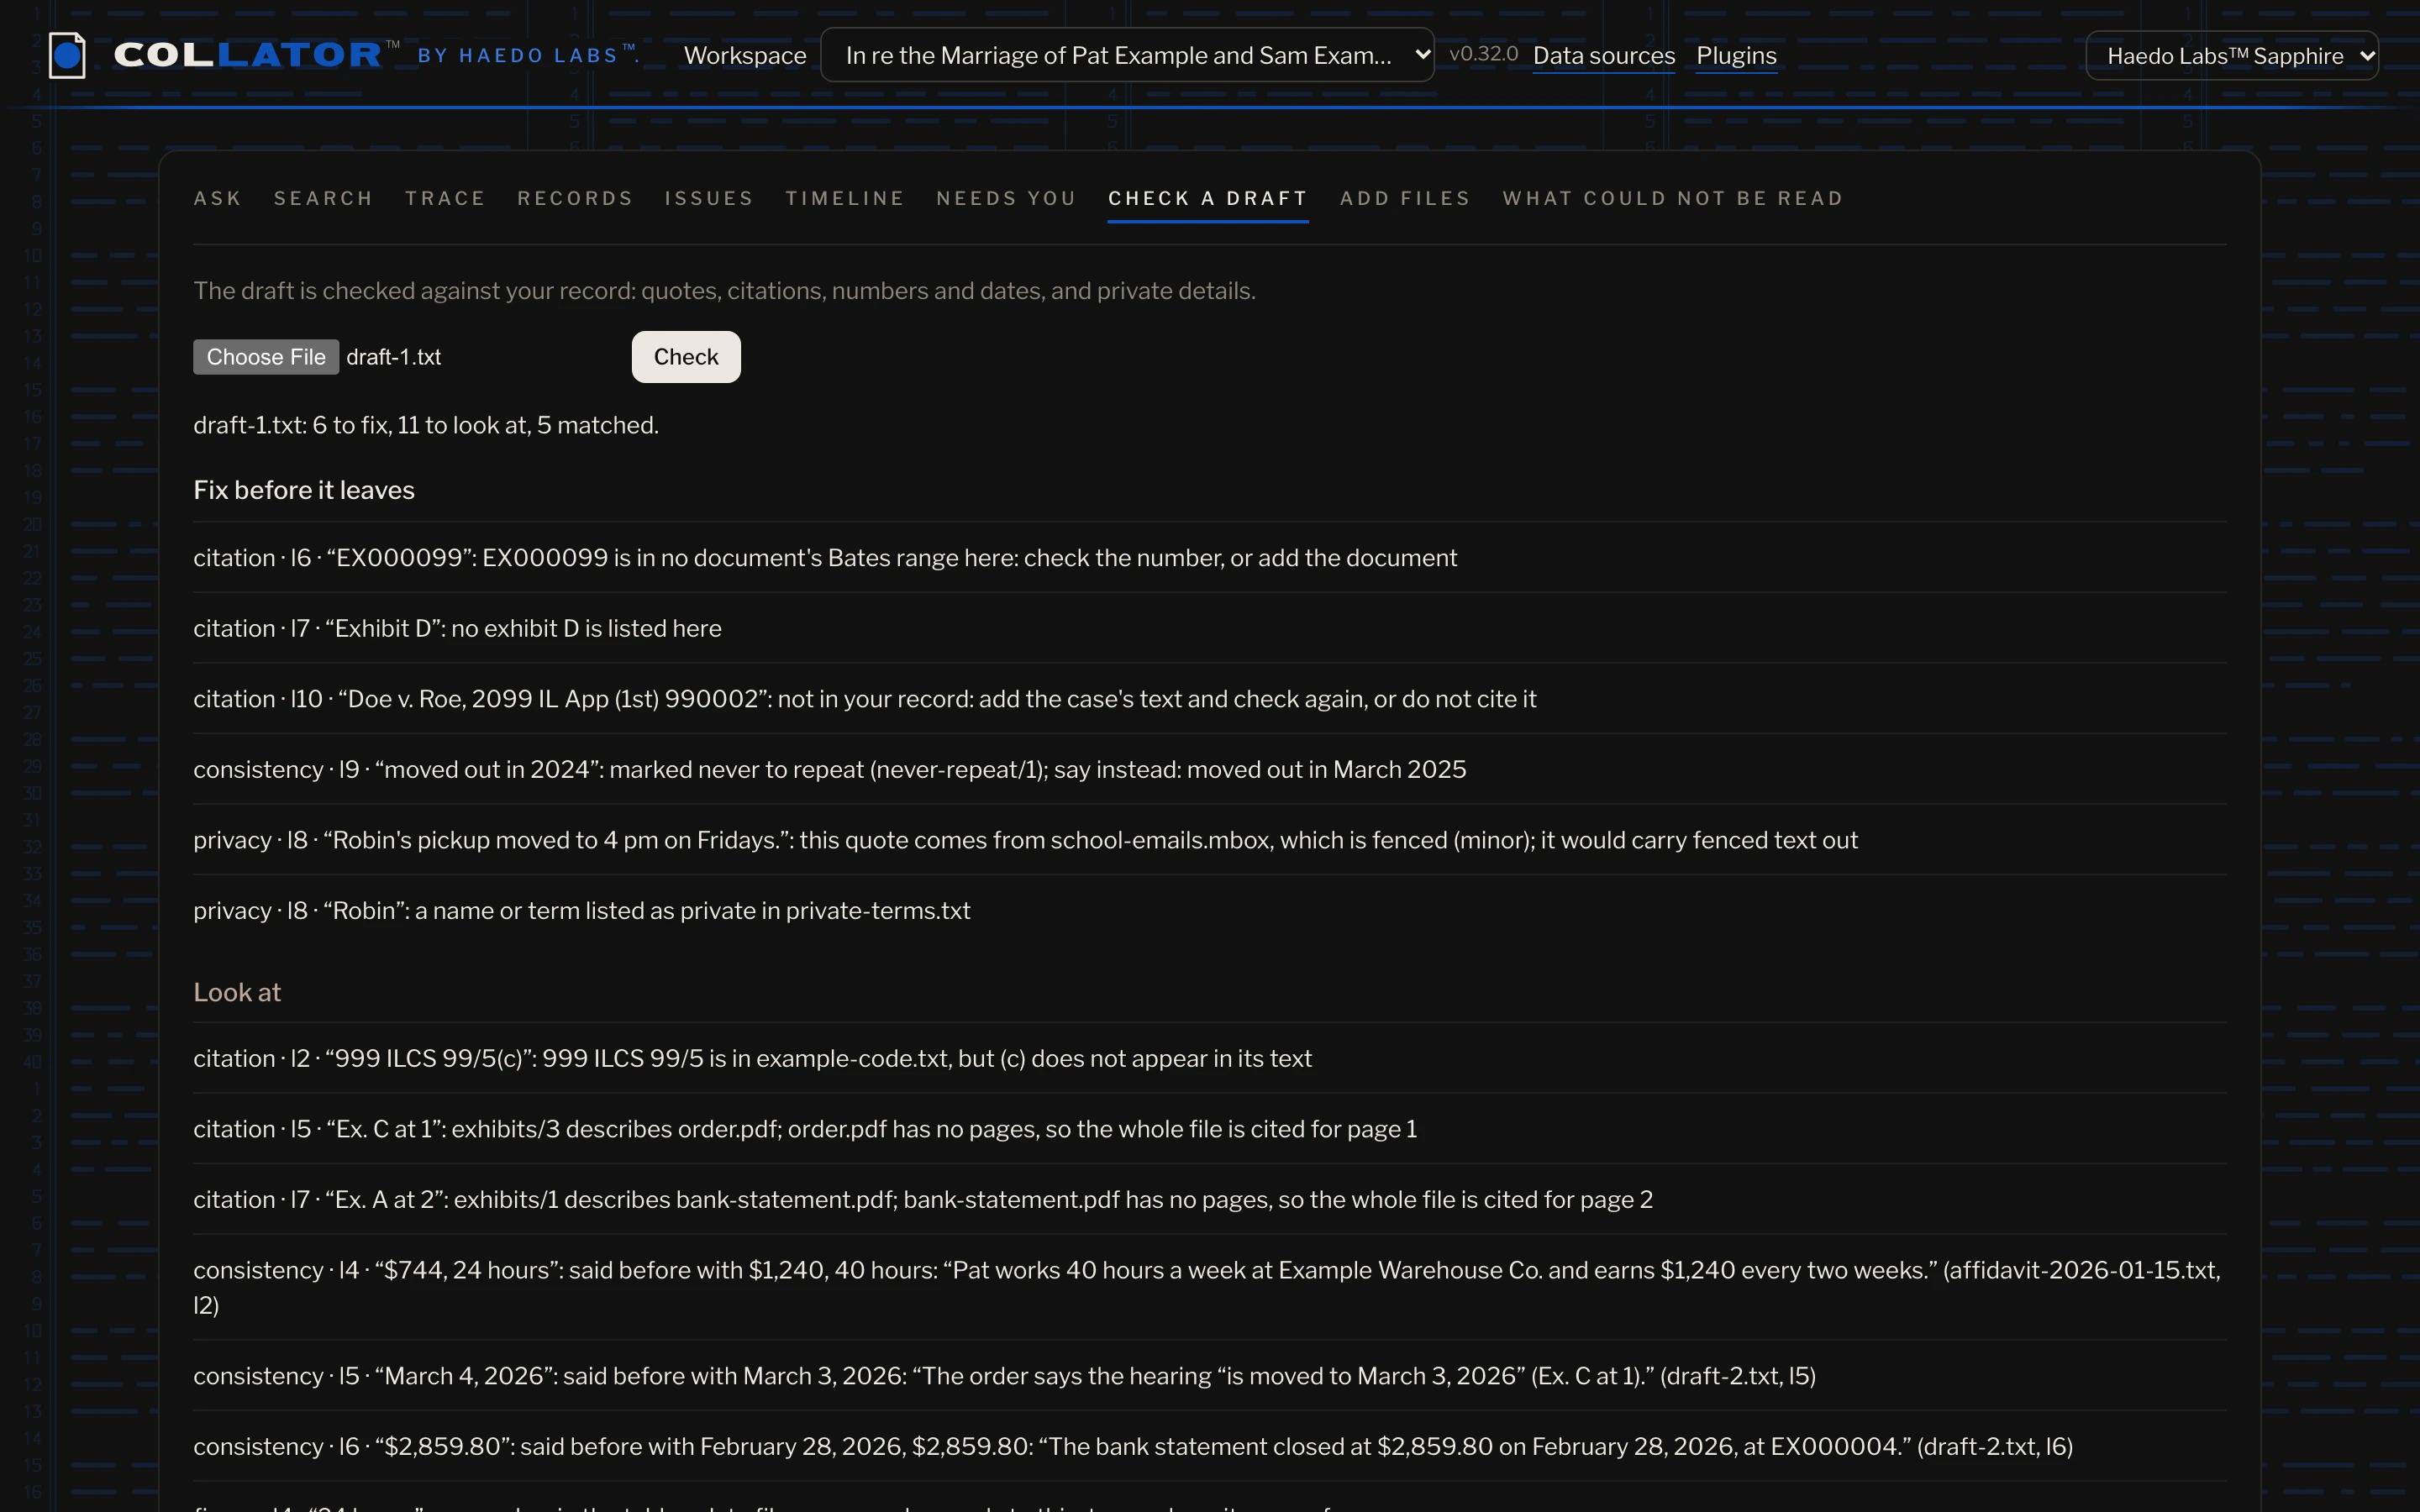 COLLATOR™ BY HAEDO LABS™. Workspace In re the Marriage of Pat Example and Sam Exam... v0.32.0 Data sources Plugins Haedo Labs™ Sapphire
ASK SEARCH TRACE RECORDS ISSUES TIMELINE NEEDS YOU CHECK A DRAFT ADD FILES WHAT COULD NOT BE READ
The draft is checked against your record: quotes, citations, numbers and dates, and private details.
Choose File draft-1.txt Check
draft-1.txt: 6 to fix, 11 to look at, 5 matched.
Fix before it leaves
citation · l6 · “EX000099”: EX000099 is in no document's Bates range here: check the number, or add the document
citation · l7 · “Exhibit D”: no exhibit D is listed here
citation · l10 · “Doe v. Roe, 2099 IL App (1st) 990002”: not in your record: add the case's text and check again, or do not cite it
consistency · l9 · “moved out in 2024”: marked never to repeat (never-repeat/1); say instead: moved out in March 2025
privacy · l8 · “Robin's pickup moved to 4 pm on Fridays.”: this quote comes from school-emails.mbox, which is fenced (minor); it would carry fenced text out
privacy · l8 · “Robin”: a name or term listed as private in private-terms.txt
Look at
citation · l2 · “999 ILCS 99/5(c)”: 999 ILCS 99/5 is in example-code.txt, but (c) does not appear in its text
citation · l5 · “Ex. C at 1”: exhibits/3 describes order.pdf; order.pdf has no pages, so the whole file is cited for page 1
citation · l7 · “Ex. A at 2”: exhibits/1 describes bank-statement.pdf; bank-statement.pdf has no pages, so the whole file is cited for page 2
consistency · l4 · “$744, 24 hours”: said before with $1,240, 40 hours: “Pat works 40 hours a week at Example Warehouse Co. and earns $1,240 every two weeks.” (affidavit-2026-01-15.txt,
l2)
consistency · l5 · “March 4, 2026”: said before with March 3, 2026: “The order says the hearing “is moved to March 3, 2026” (Ex. C at 1).” (draft-2.txt, l5)
consistency · l6 · “$2,859.80”: said before with February 28, 2026, $2,859.80: “The bank statement closed at $2,859.80 on February 28, 2026, at EX000004.” (draft-2.txt, l6)